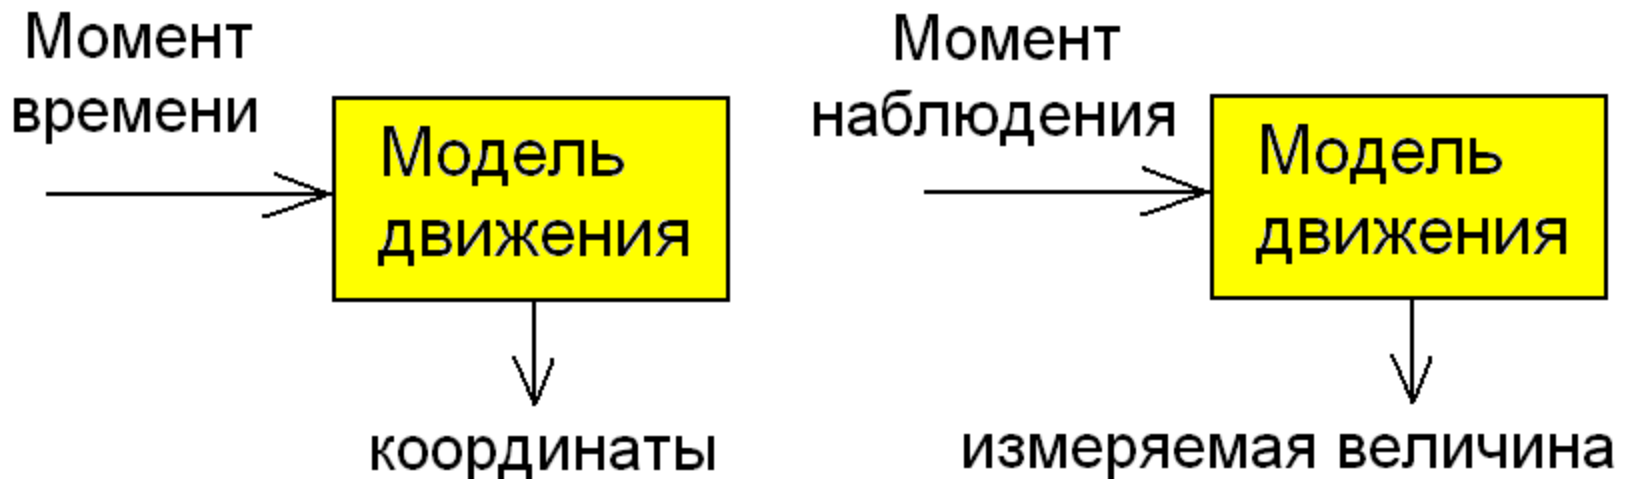 Момент
времени
Модель
движения
координаты
Момент
наблюдения
Модель
движения
измеряемая величина